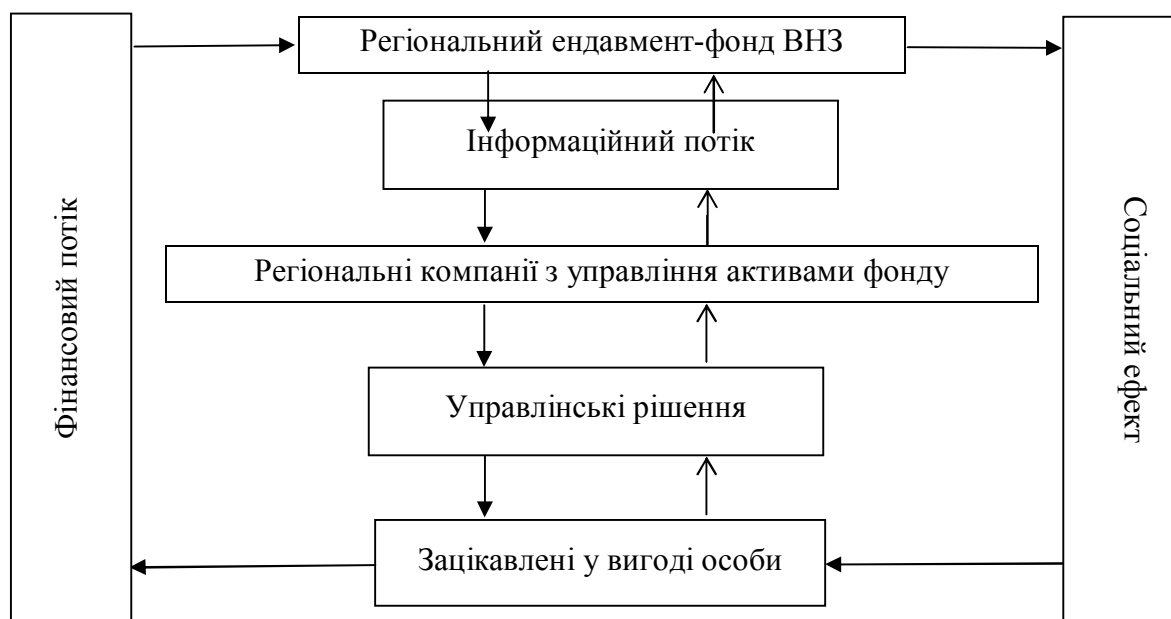 Регіональний ендавмент-фонд ВНЗ
Інформаційний потік
Регіональні компанії з управління активами фонду
Управлінські рішення
Зацікавлені у вигоді особи
Фінансовий потік
Соціальний ефект